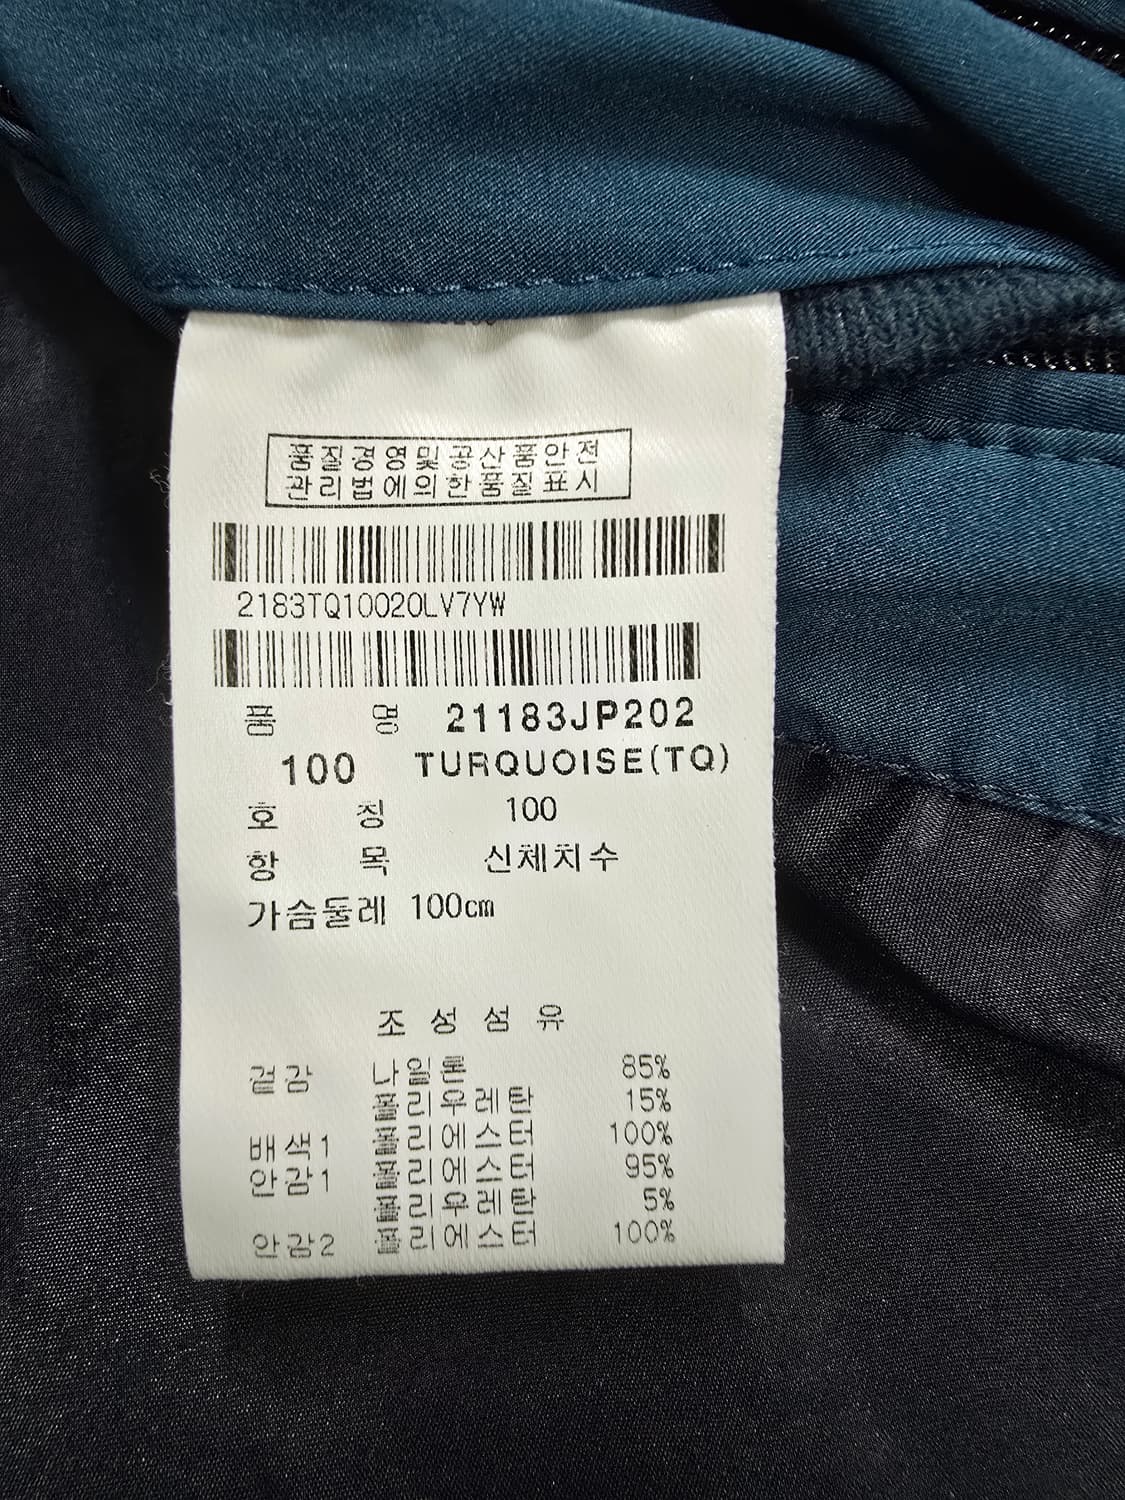 품질경영및공산품안전
관리법에의한품질표시
2183TQ10020LV7YW
품 명 21183JP202
100 TURQUOISE(TQ)
호 칭 100
항 목 신체치수
가슴둘레 100cm
조성섬유
겉감 나일론 85%
폴리우레탄 15%
배색1 폴리에스터 100%
안감1 폴리에스터 95%
폴리우레탄 5%
안감2 폴리에스터 100%